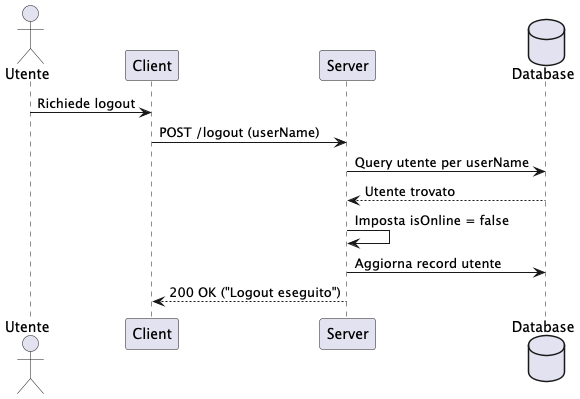 Utente
Client
Server
Database
Richiede logout
POST /logout (userName)
Query utente per userName
Utente trovato
Imposta isOnline = false
Aggiorna record utente
200 OK ("Logout eseguito")
Utente
Client
Server
Database